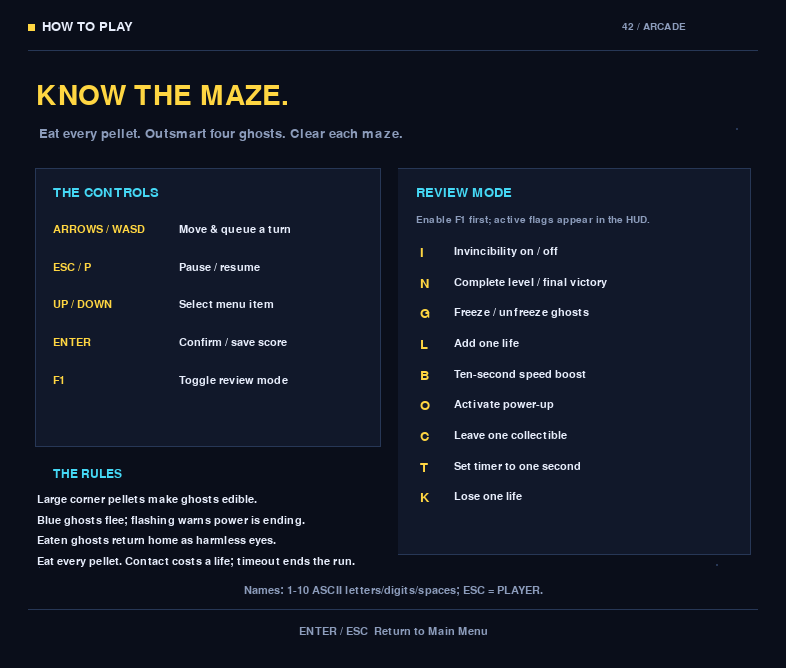 HOW TO PLAY
42 / ARCADE
KNOW THE MAZE.
Eat every pellet. Outsmart four ghosts. Clear each maze.
THE CONTROLS
ARROWS / WASD Move & queue a turn
ESC / P Pause / resume
UP / DOWN Select menu item
ENTER Confirm / save score
F1 Toggle review mode
THE RULES
Large corner pellets make ghosts edible.
Blue ghosts flee; flashing warns power is ending.
Eaten ghosts return home as harmless eyes.
Eat every pellet. Contact costs a life; timeout ends the run.
REVIEW MODE
Enable F1 first; active flags appear in the HUD.
I Invincibility on / off
N Complete level / final victory
G Freeze / unfreeze ghosts
L Add one life
B Ten-second speed boost
O Activate power-up
C Leave one collectible
T Set timer to one second
K Lose one life
Names: 1-10 ASCII letters/digits/spaces; ESC = PLAYER.
ENTER / ESC Return to Main Menu